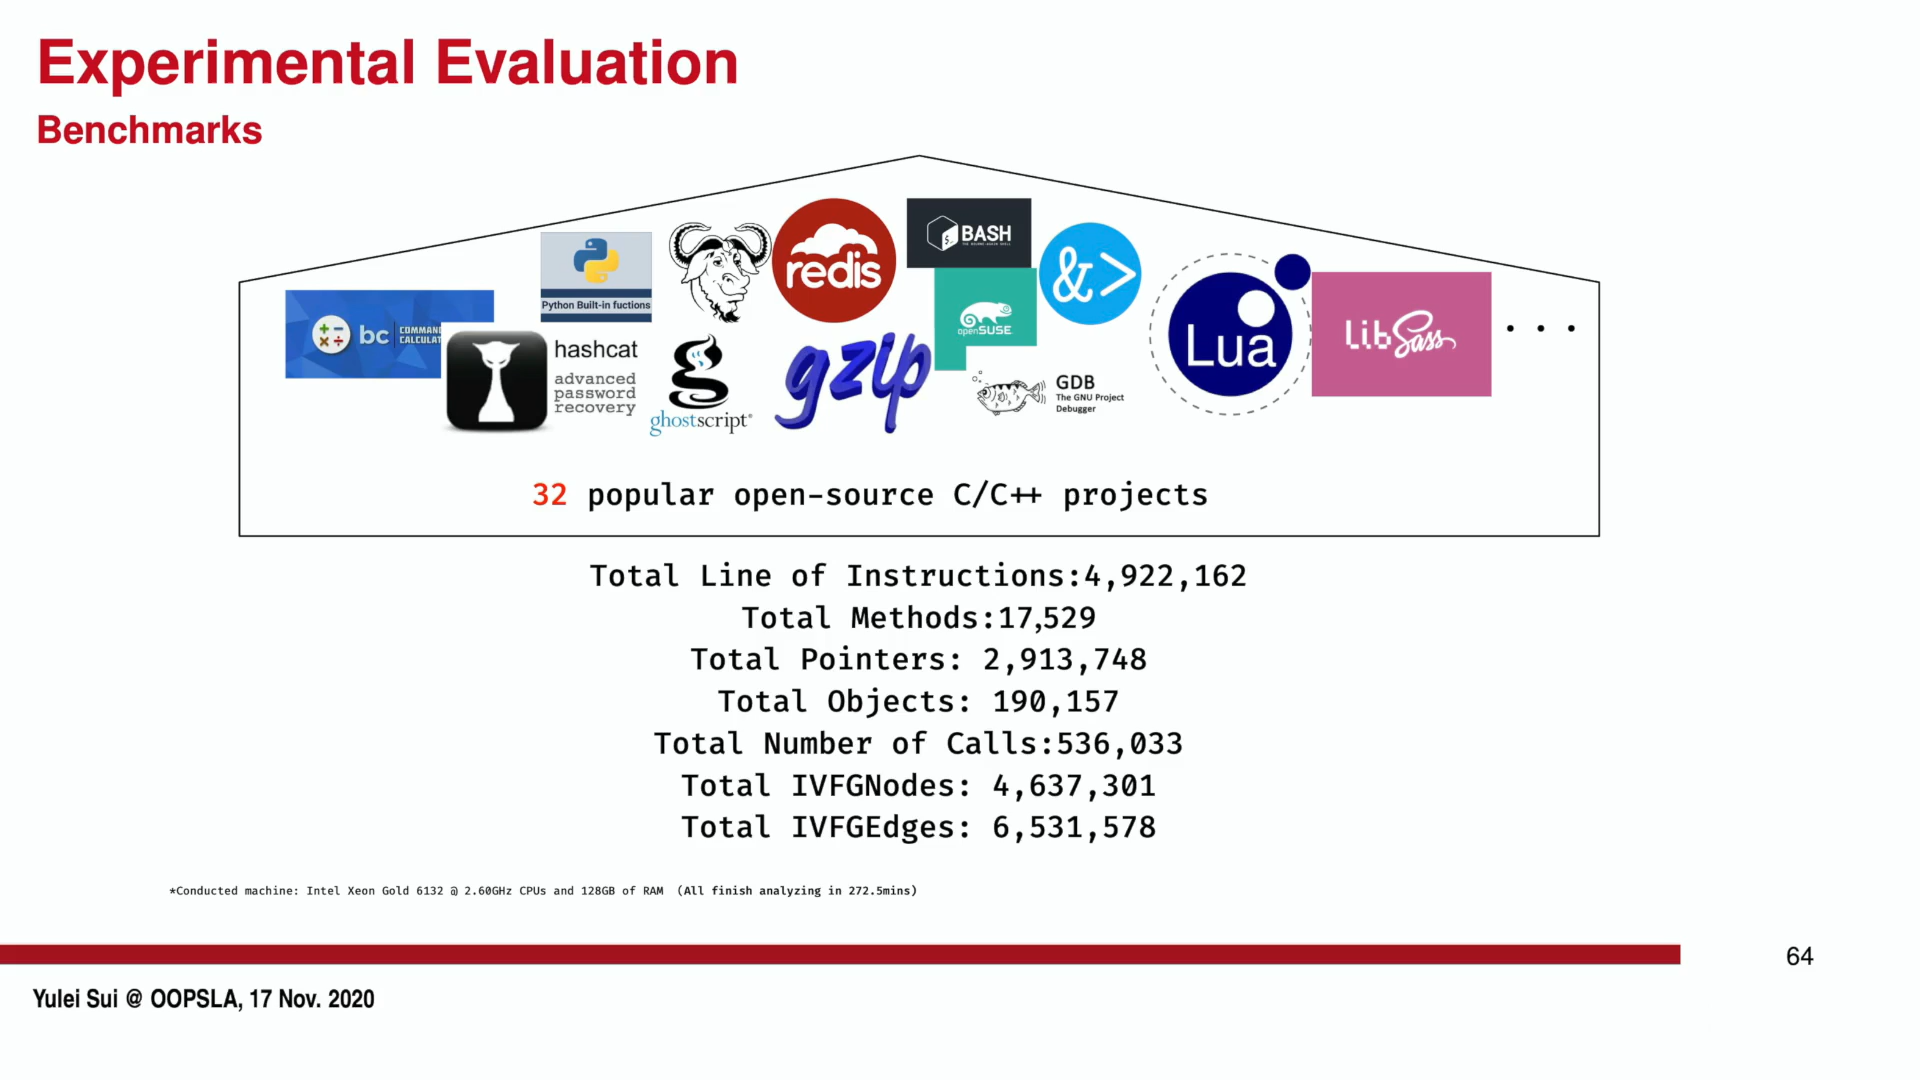 Experimental Evaluation
Benchmarks
bc COMMAN
CALCULAT
Python Built-in fuctions
redis
BASH
&>
openSUSE
Lua
LibSass
hashcat
advanced
password
recovery
ghostscript
gzip
GDB
The GNU Project
Debugger
. . .
32 popular open-source C/C++ projects
Total Line of Instructions:4,922,162
Total Methods:17,529
Total Pointers: 2,913,748
Total Objects: 190,157
Total Number of Calls:536,033
Total IVFGNodes: 4,637,301
Total IVFGEdges: 6,531,578
*Conducted machine: Intel Xeon Gold 6132 @ 2.60GHz CPUs and 128GB of RAM (All finish analyzing in 272.5mins)
64
Yulei Sui @ OOPSLA, 17 Nov. 2020